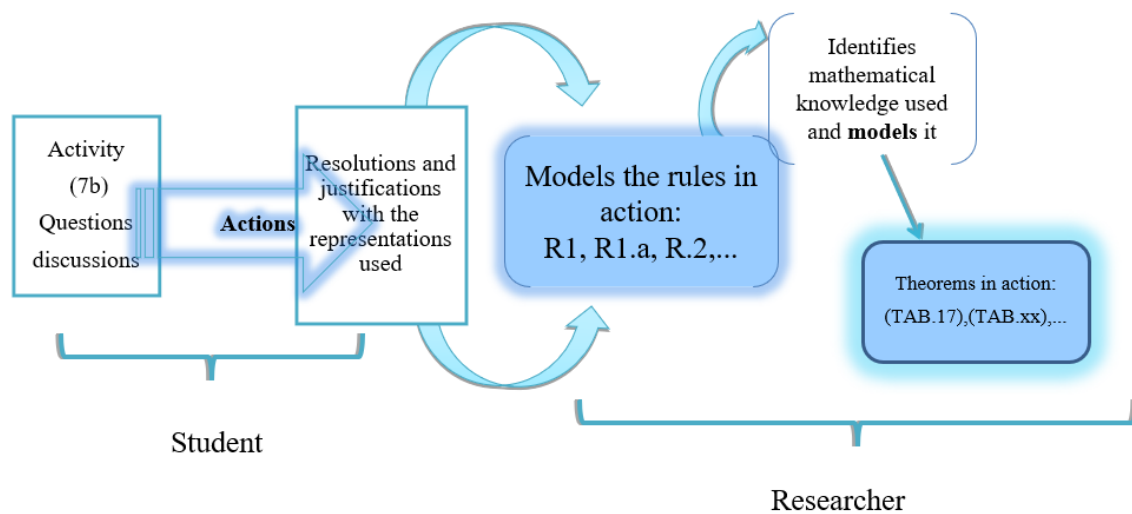 Activity
(7b)
Questions
discussions
Actions
Resolutions and
justifications
with the
representations
used
Models the rules in
action:
R1, R1.a, R.2,...
Identifies
mathematical
knowledge used
and models it
Theorems in action:
(TAB.17),(TAB.xx),...
Student
Researcher